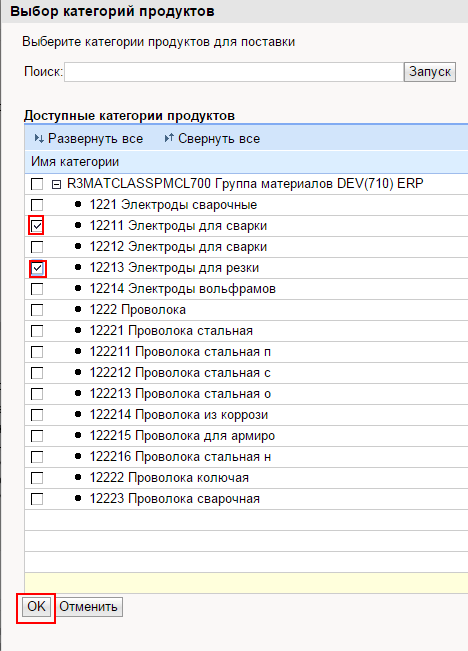 Выбор категорий продуктов
Выберите категории продуктов для поставки
Поиск: Запуск
Доступные категории продуктов
Развернуть все Свернуть все
Имя категории
R3MATCLASSPMCL700 Группа материалов DEV(710) ERP
1221 Электроды сварочные
12211 Электроды для сварки
12212 Электроды для сварки
12213 Электроды для резки
12214 Электроды вольфрамов
1222 Проволока
12221 Проволока стальная
122211 Проволока стальная п
122212 Проволока стальная с
122213 Проволока стальная о
122214 Проволока из коррози
122215 Проволока для армиро
122216 Проволока стальная н
12222 Проволока колючая
12223 Проволока сварочная
OK Отменить